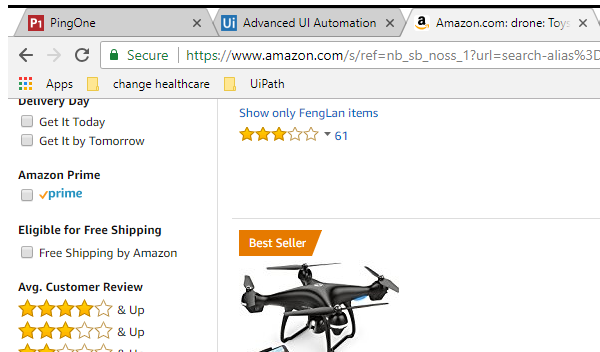 P1 PingOne
Ui Advanced UI Automation
a Amazon.com: drone: Toys
Secure https://www.amazon.com/s/ref=nb_sb_noss_1?url=search-alias%3D
Apps change healthcare UiPath
Delivery Day
Get It Today
Get It by Tomorrow
Amazon Prime
prime
Eligible for Free Shipping
Free Shipping by Amazon
Avg. Customer Review
& Up
& Up
& Up
Show only FengLan items
61
Best Seller